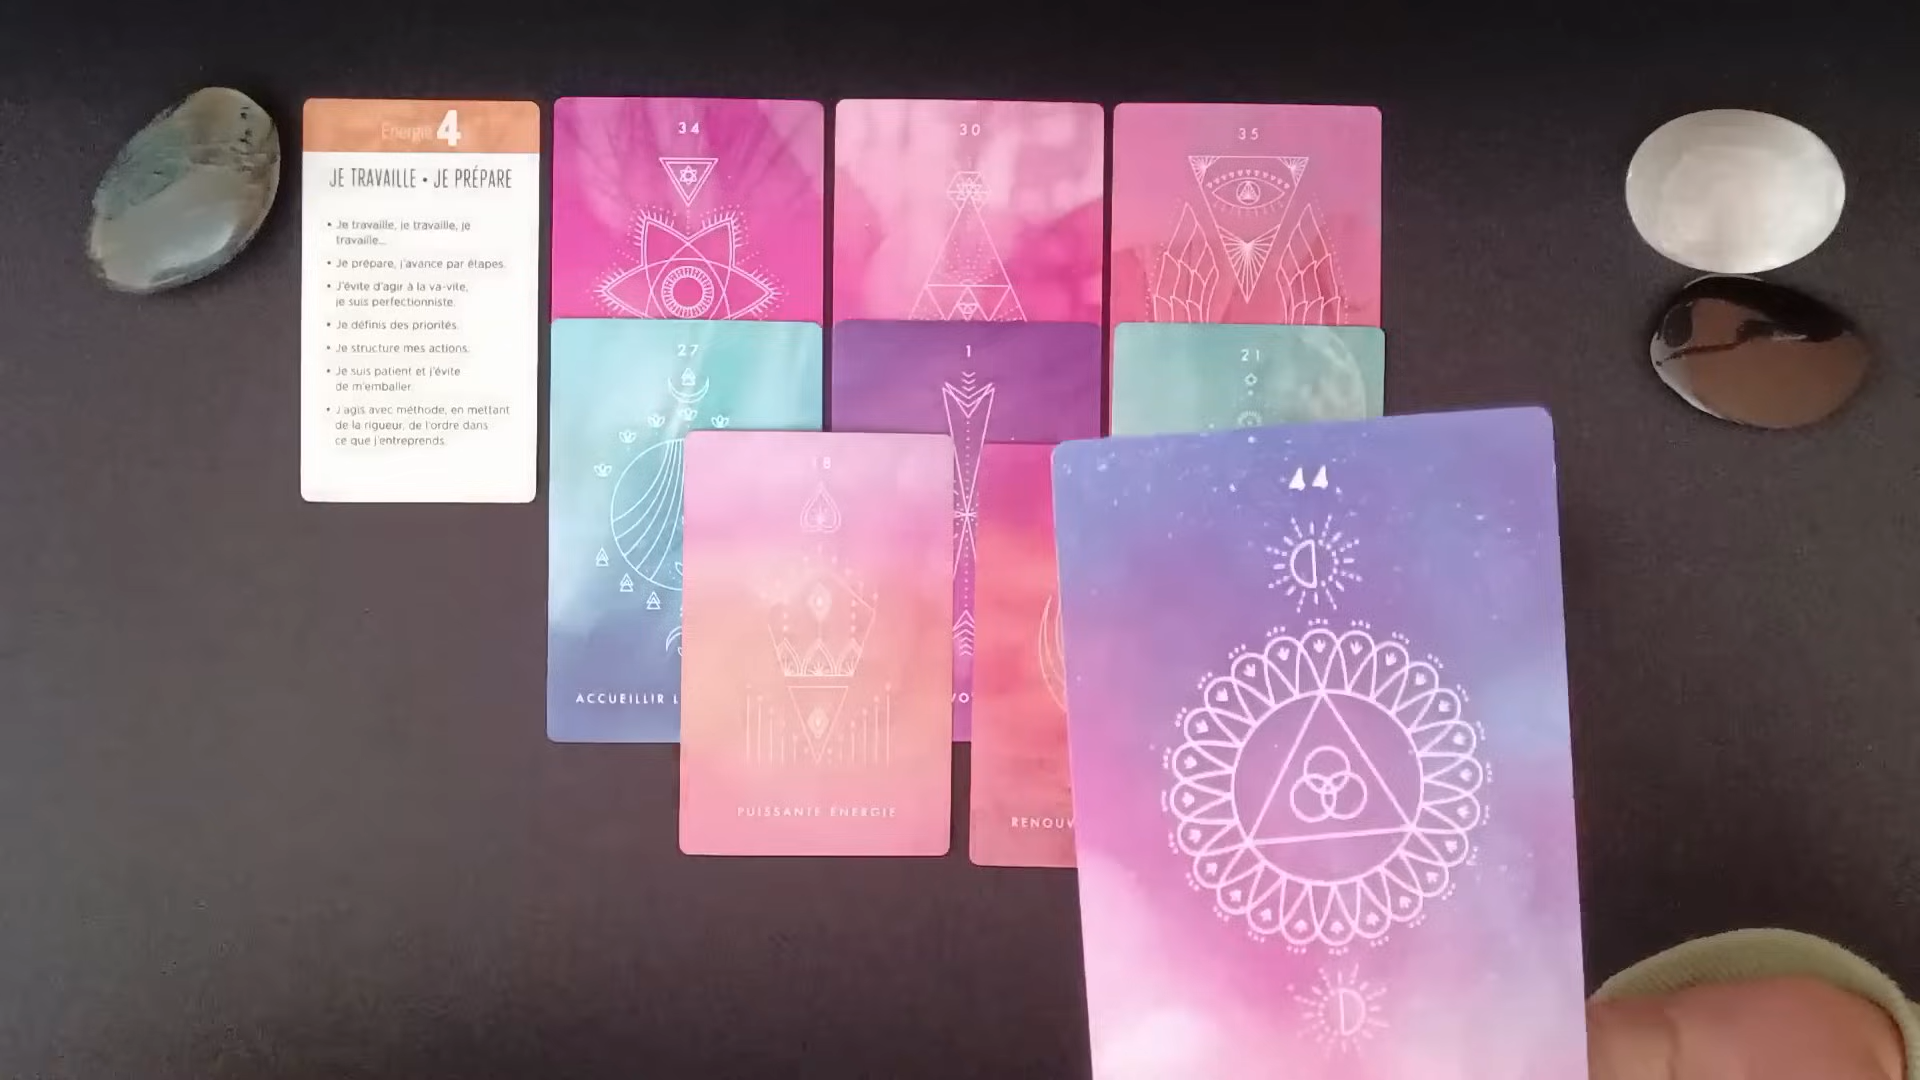 Énergie 4
JE TRAVAILLE • JE PRÉPARE
• Je travaille, je travaille, je
travaille...
• Je prépare, j'avance par étapes.
• J'évite d'agir à la va-vite,
je suis perfectionniste.
• Je définis des priorités.
• Je structure mes actions.
• Je suis patient et j'évite
de m'emballer.
• J'agis avec méthode, en mettant
de la rigueur, de l'ordre dans
ce que j'entreprends.
34
30
35
27
1
21
18
44
ACCUEILLIR L
VO
PUISSANTE ÉNERGIE
RENOUV